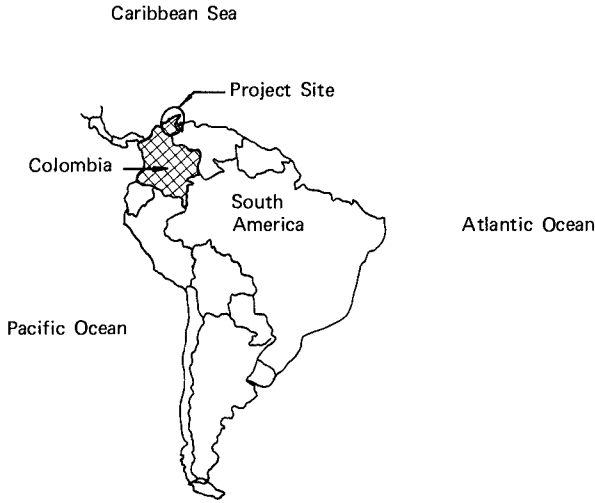 Caribbean Sea
Project Site
Colombia
South
America
Atlantic Ocean
Pacific Ocean